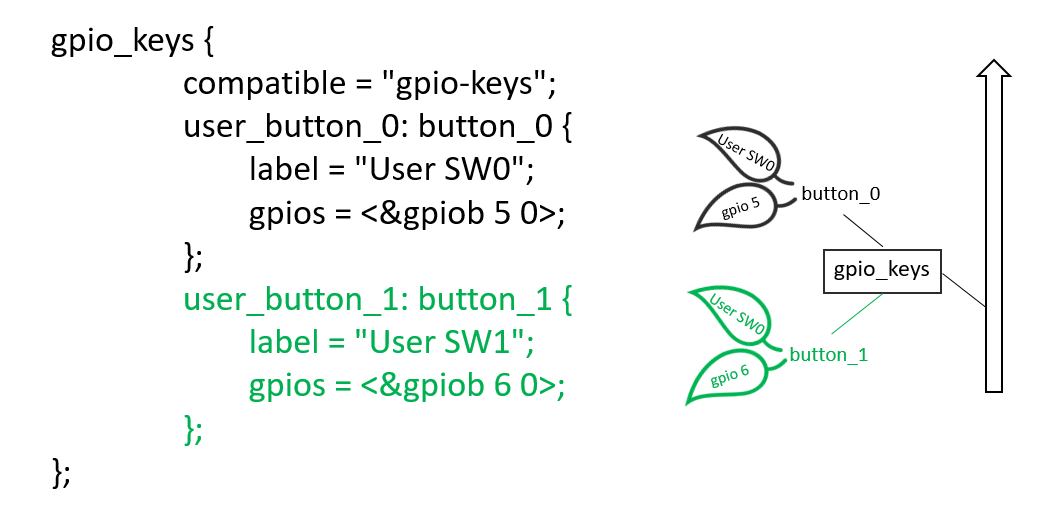 gpio_keys {
compatible = "gpio-keys";
user_button_0: button_0 {
label = "User SW0";
gpios = <&gpiob 5 0>;
};
user_button_1: button_1 {
label = "User SW1";
gpios = <&gpiob 6 0>;
};
};
User SW0
gpio 5
button_0
gpio_keys
User SW0
gpio 6
button_1